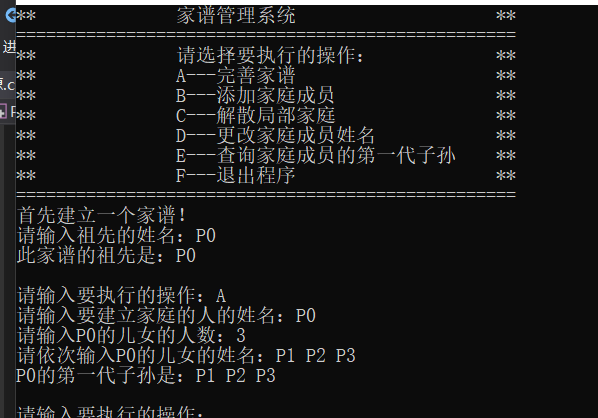 **              家谱管理系统                    **
==================================================
**              请选择要执行的操作：            **
**              A---完善家谱                    **
**              B---添加家庭成员                **
**              C---解散局部家庭                **
**              D---更改家庭成员姓名            **
**              E---查询家庭成员的第一代子孙    **
**              F---退出程序                    **
==================================================
首先建立一个家谱！
请输入祖先的姓名：P0
此家谱的祖先是：P0
请输入要执行的操作：A
请输入要建立家庭的人的姓名：P0
请输入P0的儿女的人数：3
请依次输入P0的儿女的姓名：P1 P2 P3
P0的第一代子孙是：P1 P2 P3
请输入要执行的操作：
进
.c